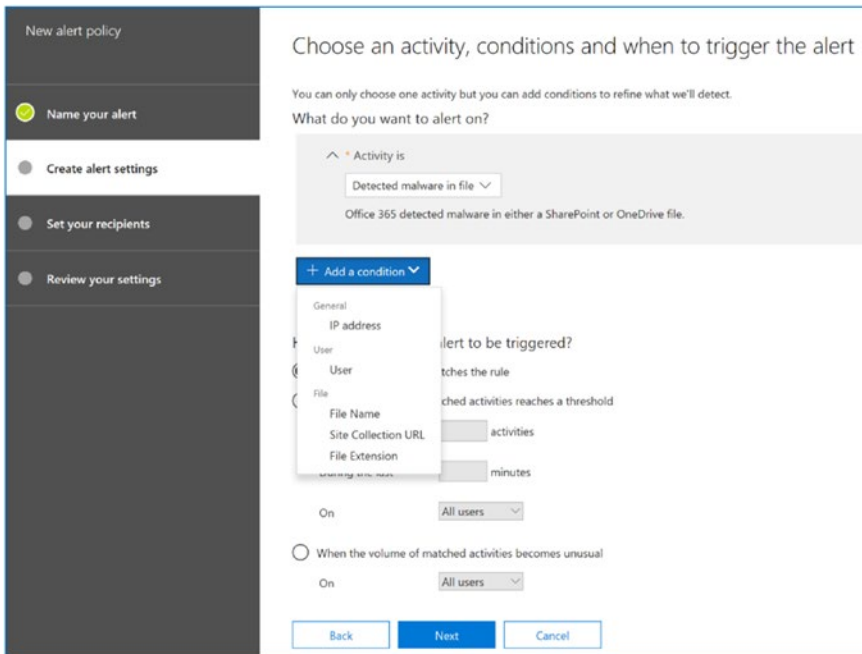 New alert policy
Name your alert
Create alert settings
Set your recipients
Review your settings
Choose an activity, conditions and when to trigger the alert
You can only choose one activity but you can add conditions to refine what we'll detect.
What do you want to alert on?
* Activity is
Detected malware in file
Office 365 detected malware in either a SharePoint or OneDrive file.
+ Add a condition
General
IP address
lert to be triggered?
User
User
tches the rule
File
ched activities reaches a threshold
File Name
Site Collection URL
activities
File Extension
minutes
On
All users
When the volume of matched activities becomes unusual
On
All users
Back
Next
Cancel